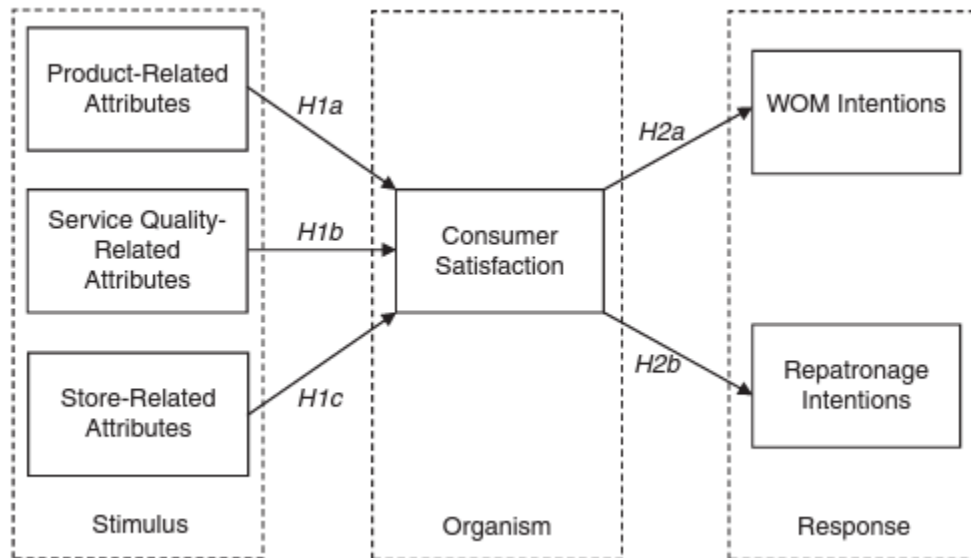 Product-Related
Attributes
H1a
Service Quality-
Related
Attributes
H1b
Store-Related
Attributes
H1c
Stimulus
Consumer
Satisfaction
Organism
H2a
WOM Intentions
H2b
Repatronage
Intentions
Response